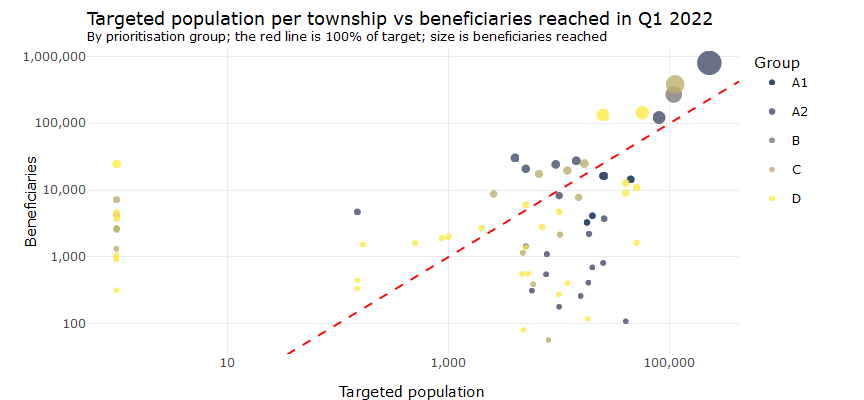 Targeted population per township vs beneficiaries reached in Q1 2022
By prioritisation group; the red line is 100% of target; size is beneficiaries reached
Group
A1
A2
B
C
D
Beneficiaries
1,000,000
100,000
10,000
1,000
100
10
1,000
100,000
Targeted population